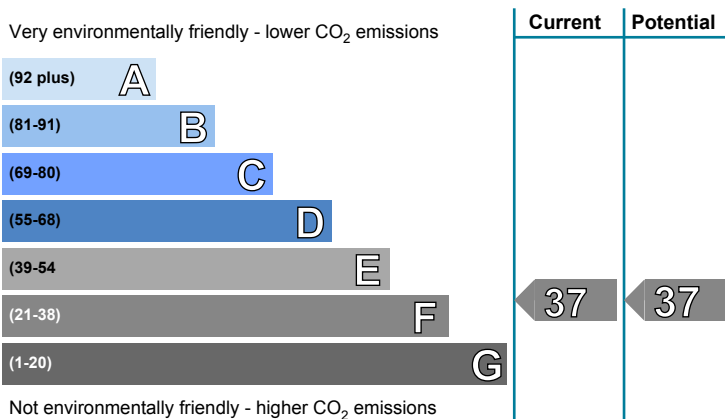 Very environmentally friendly - lower CO2 emissions
Current
Potential
(92 plus) A
(81-91) B
(69-80) C
(55-68) D
(39-54 E
(21-38) F
37
37
(1-20) G
Not environmentally friendly - higher CO2 emissions